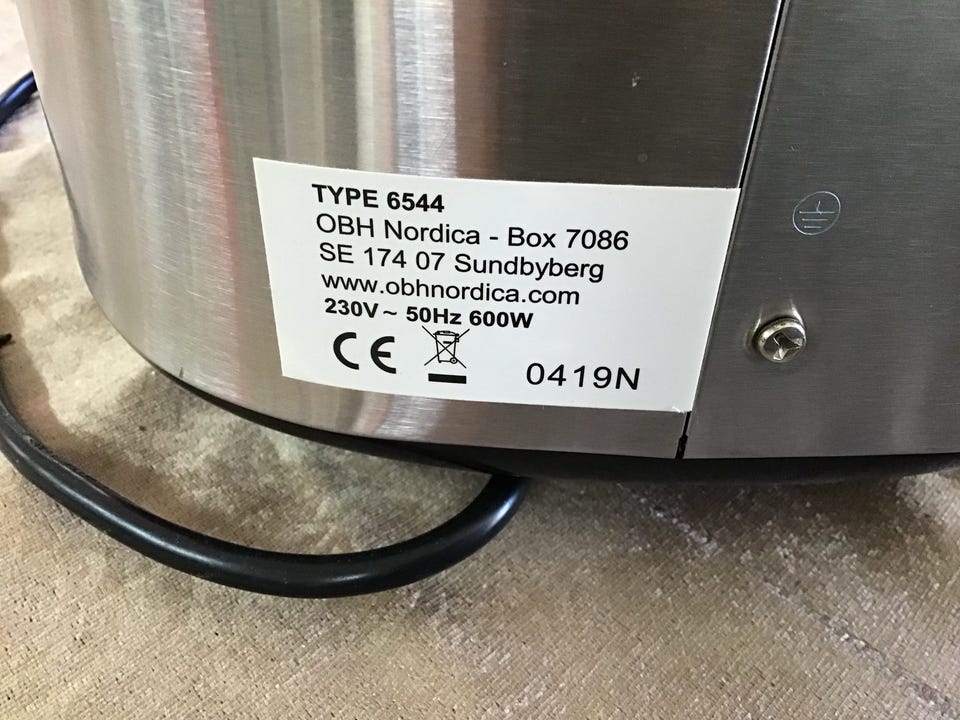 TYPE 6544
OBH Nordica - Box 7086
SE 174 07 Sundbyberg
www.obhnordica.com
230V~ 50Hz 600W
CE
0419N